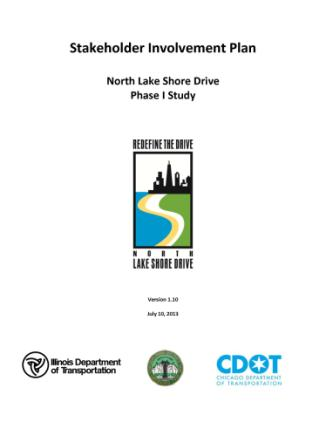 Stakeholder Involvement Plan
North Lake Shore Drive
Phase I Study
REDEFINE THE DRIVE
NORTH
LAKE SHORE DRIVE
Version 1.10
July 10, 2013
Illinois Department
of Transportation
CDOT
CHICAGO DEPARTMENT
OF TRANSPORTATION